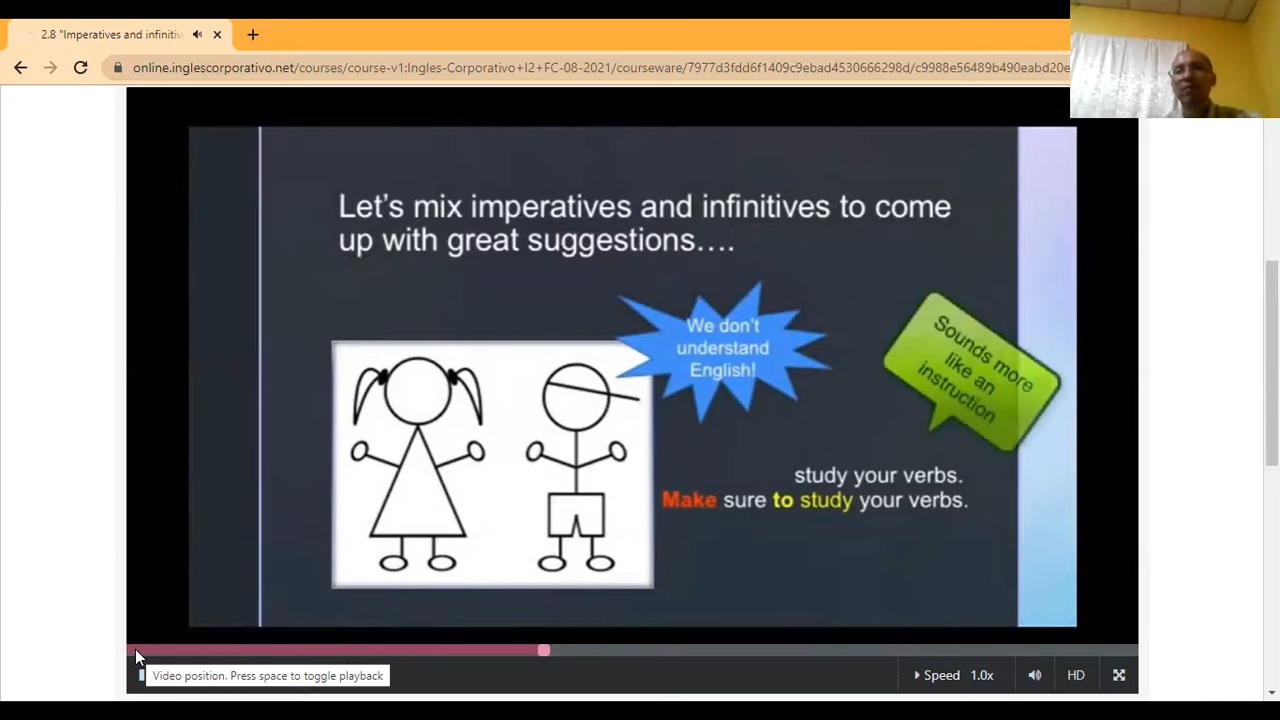 2.8 "Imperatives and infinitiv
online.inglescorporativo.net/courses/course-v1:Ingles-Corporativo+I2+FC-08-2021/courseware/7977d3fdd6f1409c9ebad4530666298d/c9988e56489b490eabd20e
Let's mix imperatives and infinitives to come
up with great suggestions....
We don't
understand
English!
Sounds more
like an
instruction
study your verbs.
Make sure to study your verbs.
Video position. Press space to toggle playback
Speed 1.0x
HD